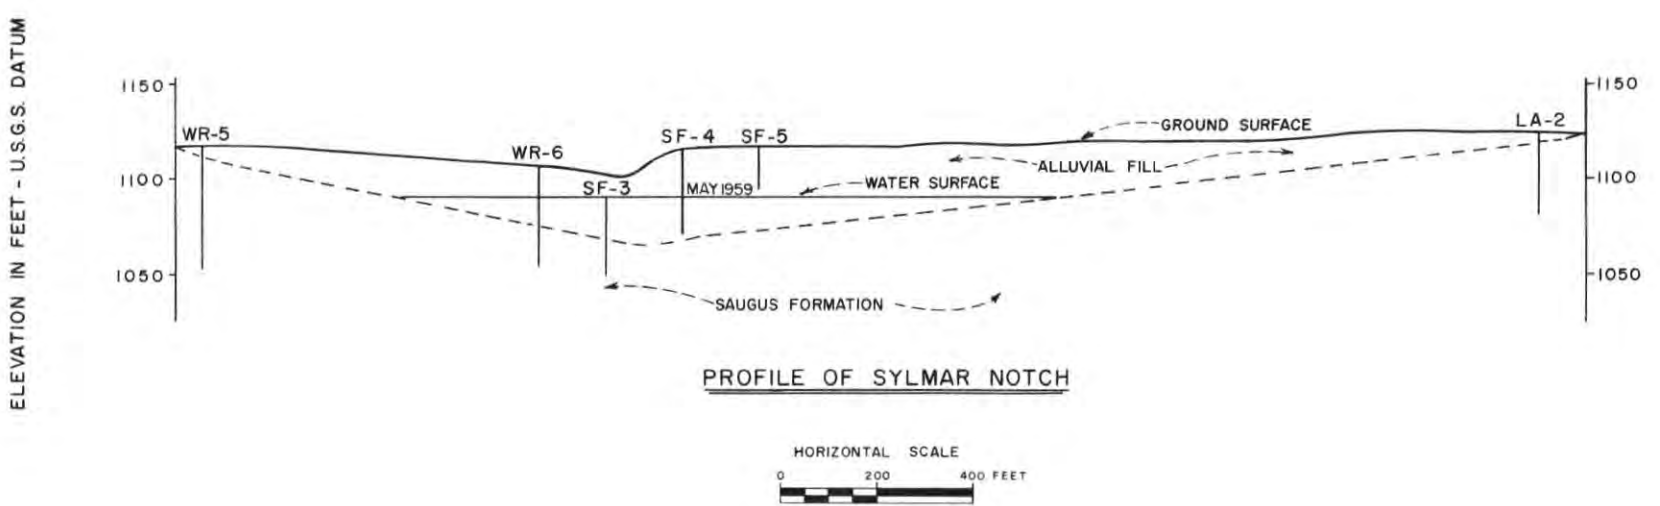 ELEVATION IN FEET - U.S.G.S. DATUM
1150
1150
WR-5
WR-6
SF-4
SF-5
GROUND SURFACE
LA-2
1100
SF-3
MAY 1959
WATER SURFACE
ALLUVIAL FILL
1100
1050
1050
SAUGUS FORMATION
PROFILE OF SYLMAR NOTCH
HORIZONTAL SCALE
0 200 400 FEET